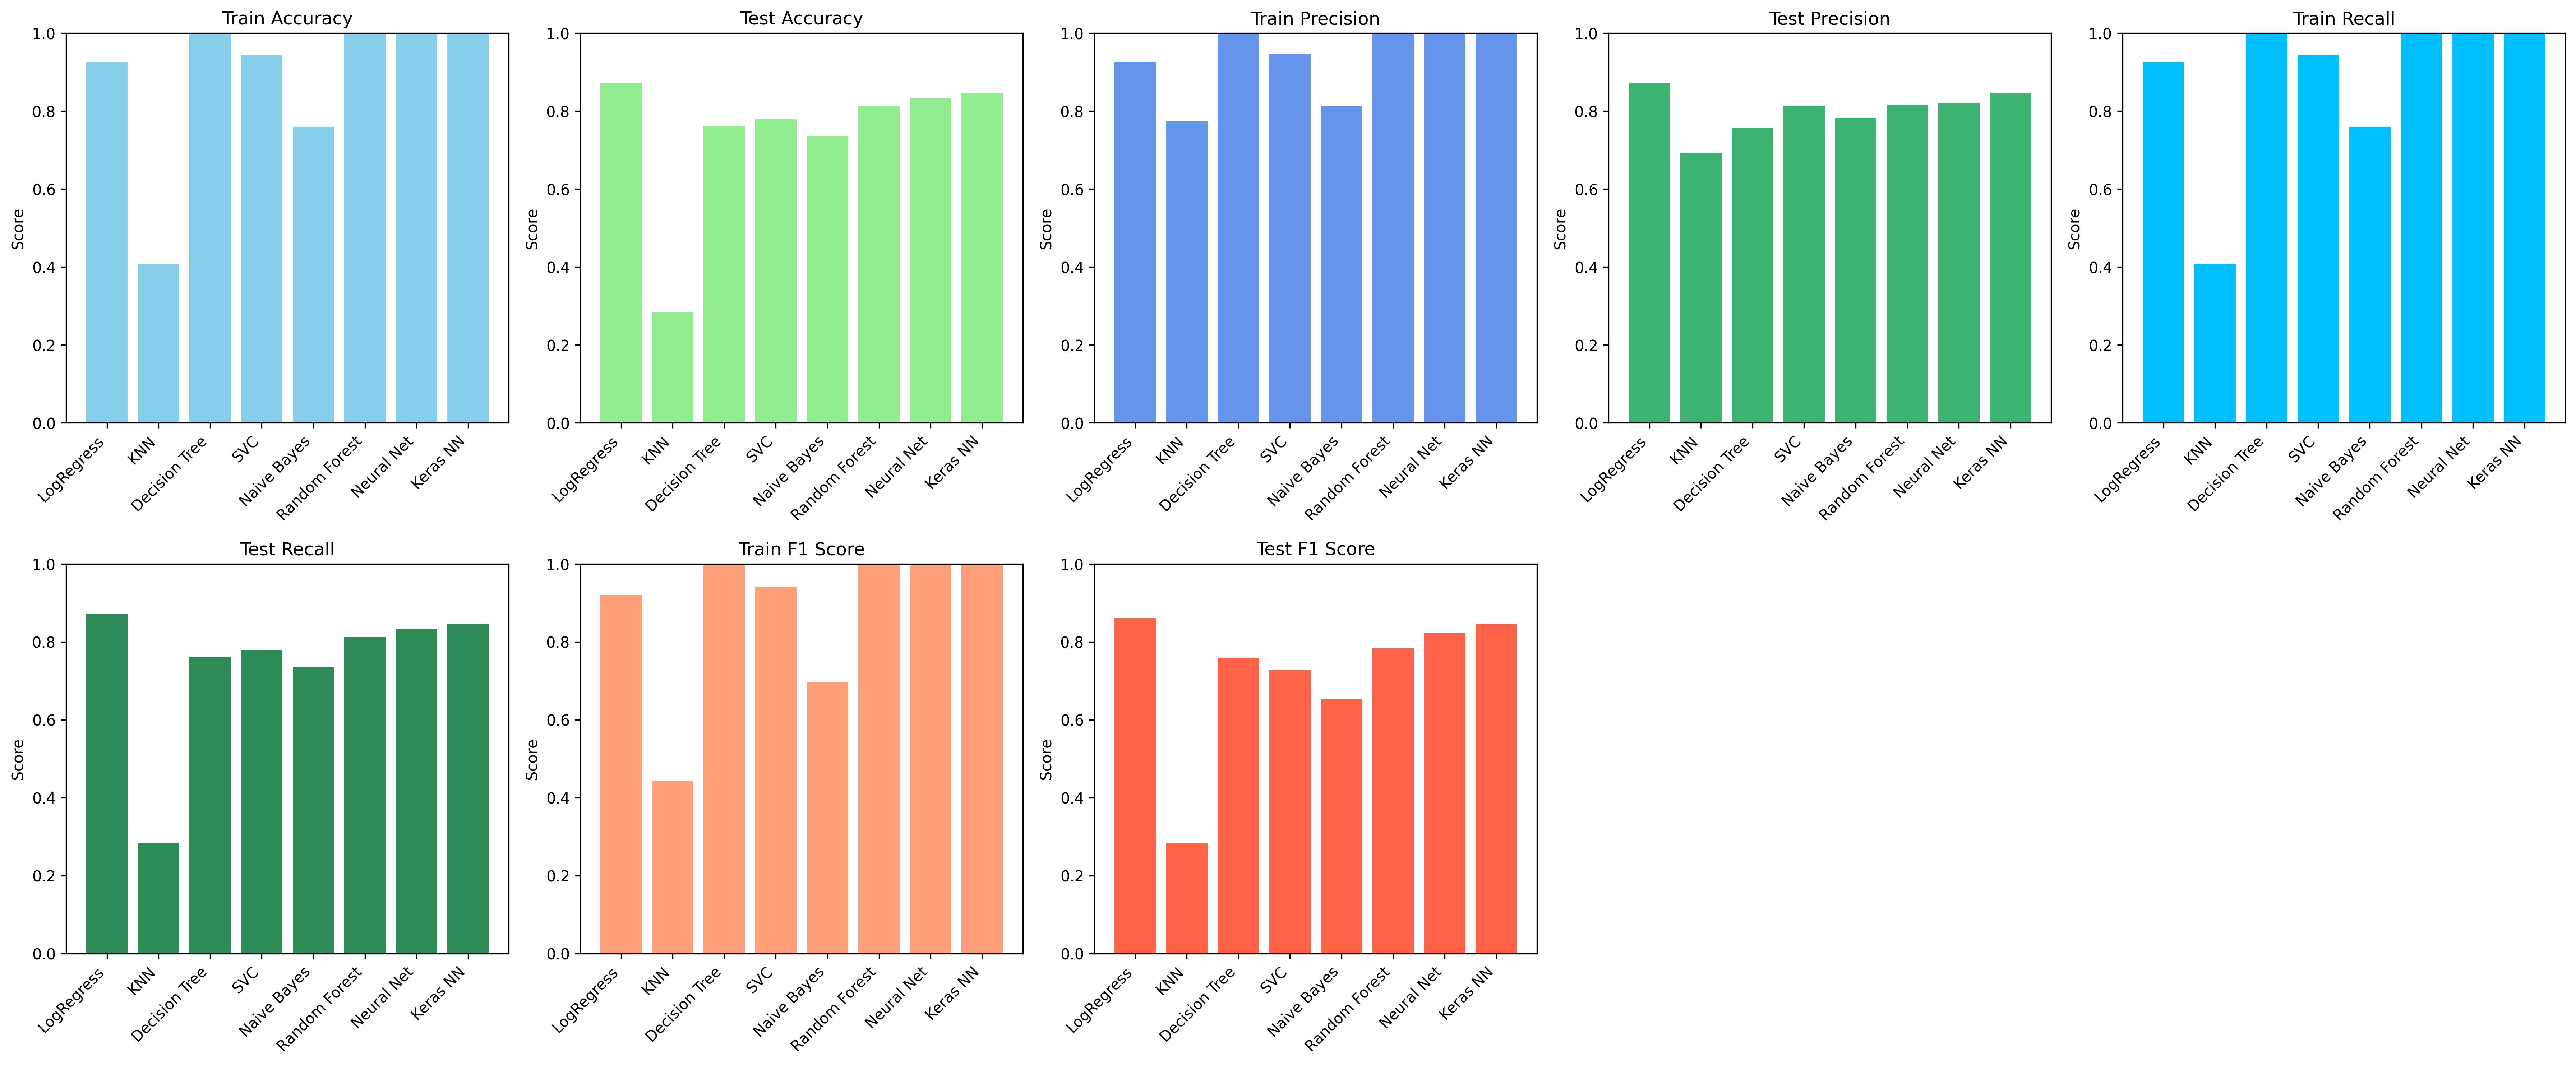 Train Accuracy
Score
1.0
0.8
0.6
0.4
0.2
0.0
LogRegress
KNN
Decision Tree
SVC
Naive Bayes
Random Forest
Neural Net
Keras NN
Test Accuracy
Score
1.0
0.8
0.6
0.4
0.2
0.0
LogRegress
KNN
Decision Tree
SVC
Naive Bayes
Random Forest
Neural Net
Keras NN
Train Precision
Score
1.0
0.8
0.6
0.4
0.2
0.0
LogRegress
KNN
Decision Tree
SVC
Naive Bayes
Random Forest
Neural Net
Keras NN
Test Precision
Score
1.0
0.8
0.6
0.4
0.2
0.0
LogRegress
KNN
Decision Tree
SVC
Naive Bayes
Random Forest
Neural Net
Keras NN
Train Recall
Score
1.0
0.8
0.6
0.4
0.2
0.0
LogRegress
KNN
Decision Tree
SVC
Naive Bayes
Random Forest
Neural Net
Keras NN
Test Recall
Score
1.0
0.8
0.6
0.4
0.2
0.0
LogRegress
KNN
Decision Tree
SVC
Naive Bayes
Random Forest
Neural Net
Keras NN
Train F1 Score
Score
1.0
0.8
0.6
0.4
0.2
0.0
LogRegress
KNN
Decision Tree
SVC
Naive Bayes
Random Forest
Neural Net
Keras NN
Test F1 Score
Score
1.0
0.8
0.6
0.4
0.2
0.0
LogRegress
KNN
Decision Tree
SVC
Naive Bayes
Random Forest
Neural Net
Keras NN